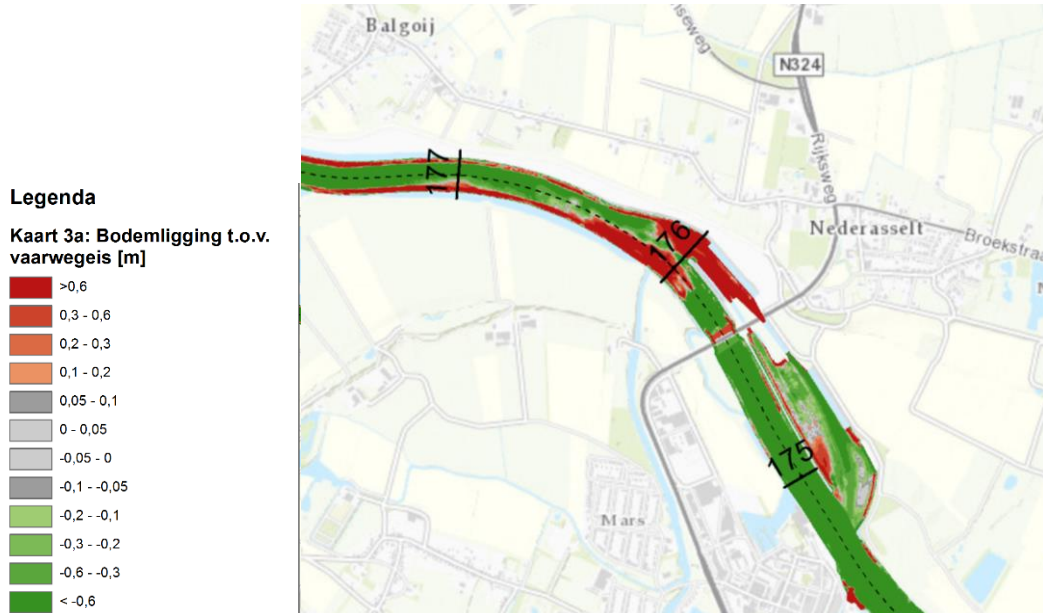 Legenda
Kaart 3a: Bodemligging t.o.v.
vaarwegeis [m]
>0,6
0,3 - 0,6
0,2 - 0,3
0,1 - 0,2
0,05 - 0,1
0 - 0,05
-0,05 - 0
-0,1 - -0,05
-0,2 - -0,1
-0,3 - -0,2
-0,6 - -0,3
< -0,6
Balgoij
N324
Rijksweg
177
176
Nederasselt
Broekstraa
175
Mars